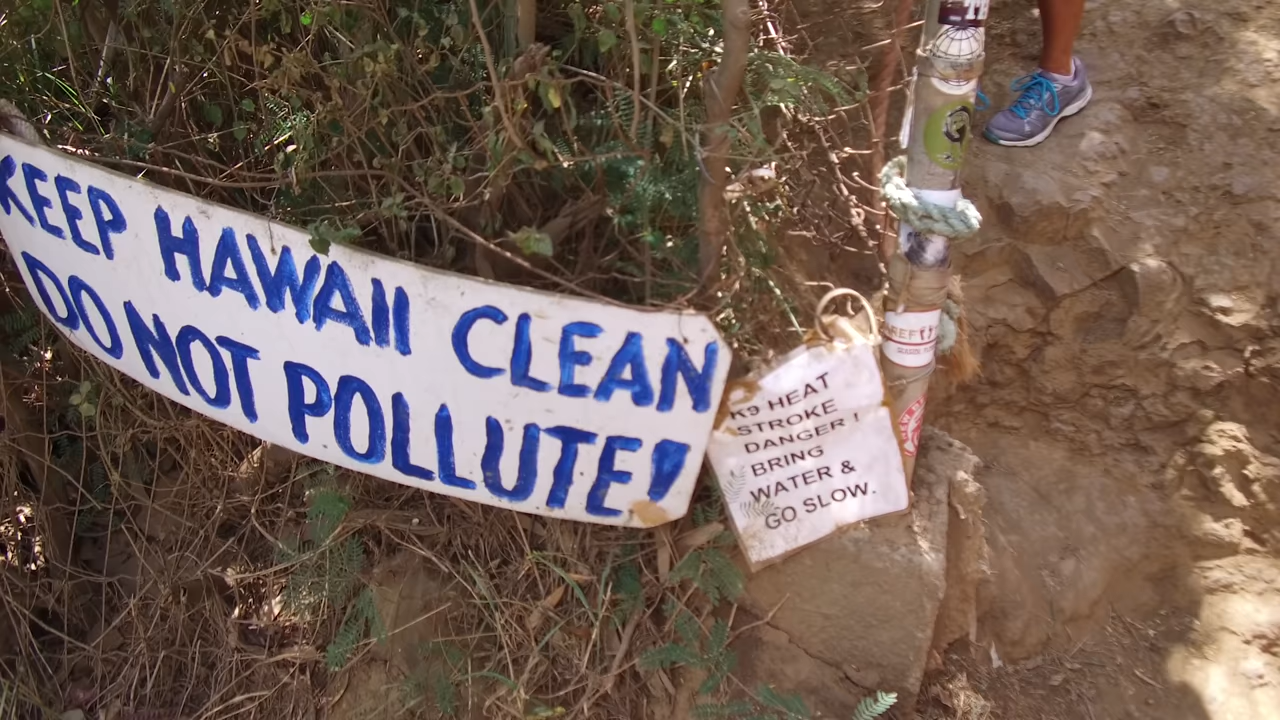 KEEP HAWAII CLEAN
DO NOT POLLUTE!
K9 HEAT
STROKE
DANGER !
BRING
WATER &
GO SLOW.